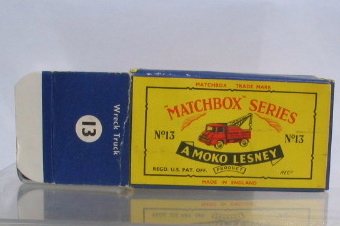 Wreck Truck
13
MATCHBOX TRADE MARK
"MATCHBOX" SERIES
No13 No13
A MOKO LESNEY
REGD. U.S. PAT. OFF. PRODUCT
MADE IN ENGLAND